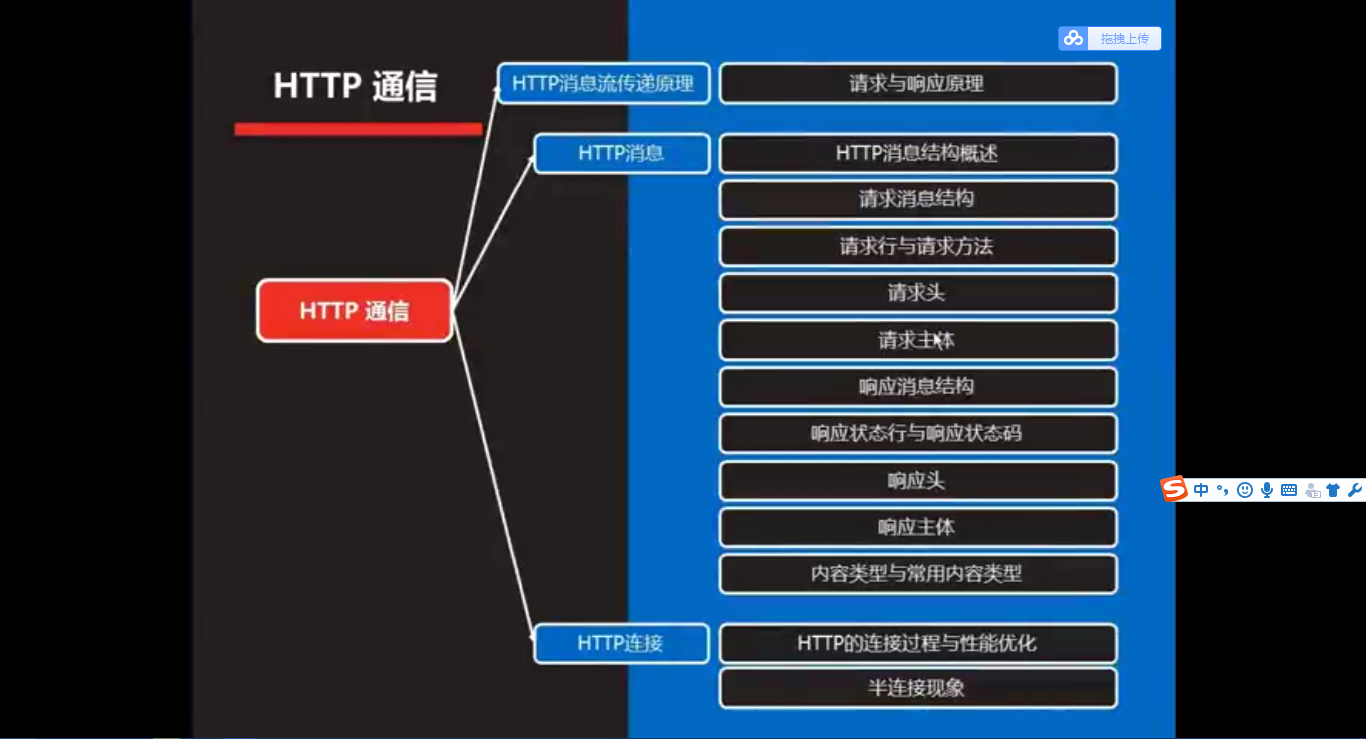 拖拽上传
HTTP 通信
HTTP消息流传递原理
请求与响应原理
HTTP消息
HTTP消息结构概述
请求消息结构
请求行与请求方法
请求头
HTTP 通信
请求主体
响应消息结构
响应状态行与响应状态码
响应头
中
响应主体
内容类型与常用内容类型
HTTP连接
HTTP的连接过程与性能优化
半连接现象